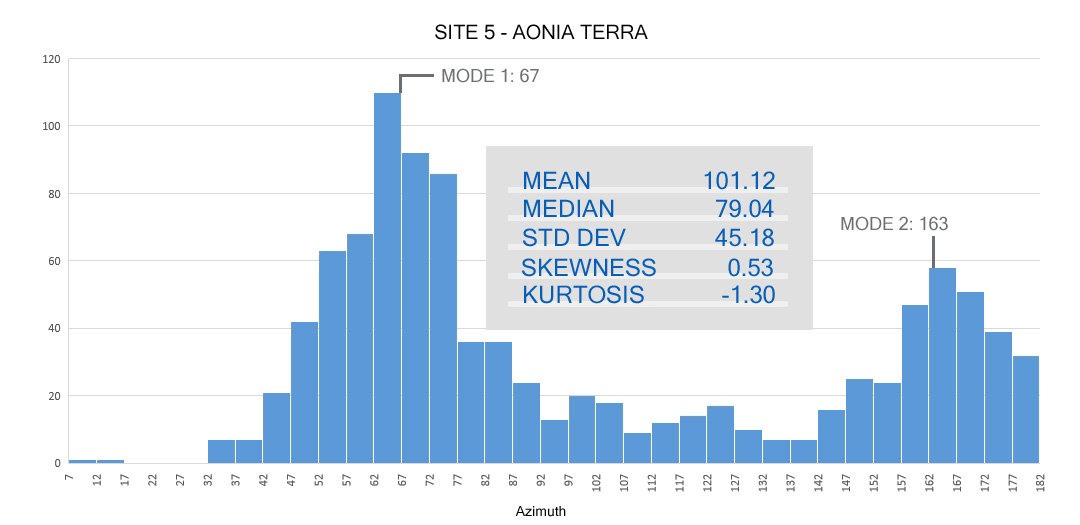 SITE 5 - AONIA TERRA
120
MODE 1: 67
100
MEAN 101.12
80
MEDIAN 79.04
MODE 2: 163
STD DEV 45.18
60
SKEWNESS 0.53
KURTOSIS -1.30
40
20
0
7 12 17 22 27 32 37 42 47 52 57 62 67 72 77 82 87 92 97 102 107 112 117 122 127 132 137 142 147 152 157 162 167 172 177 182
Azimuth